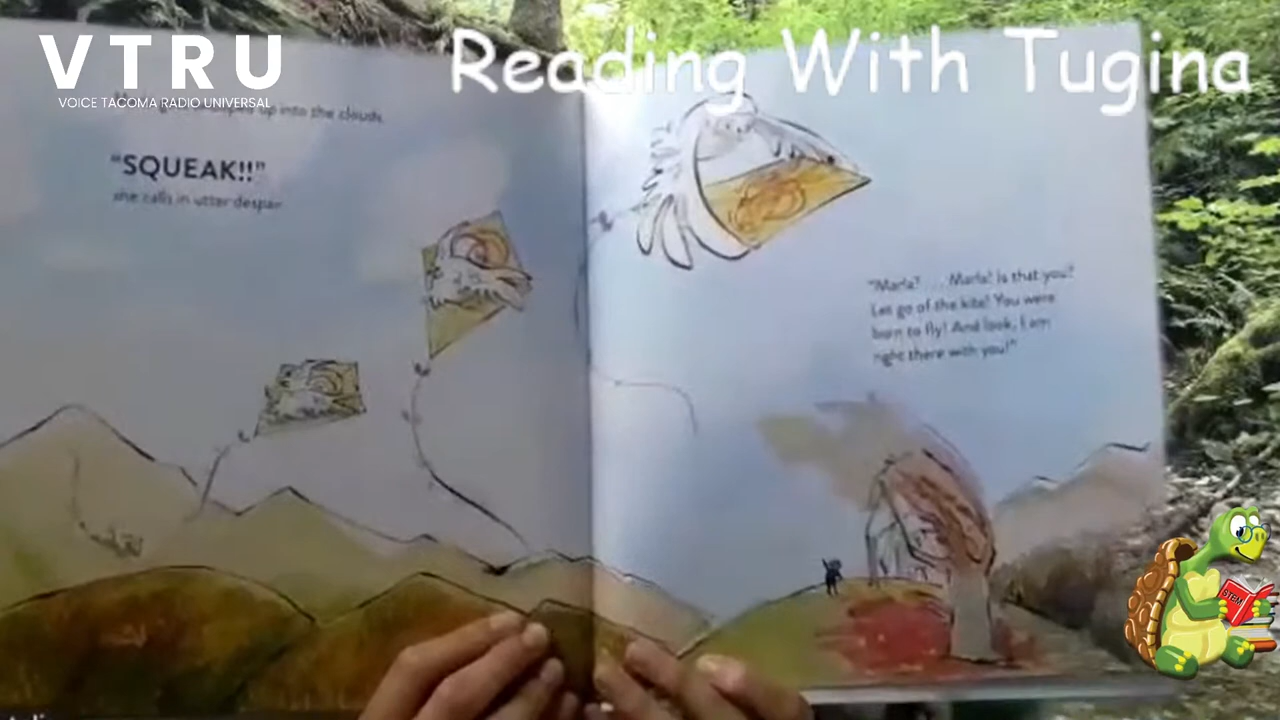 VTRU
VOICE TACOMA RADIO UNIVERSAL
Reading With Tugina
up into the clouds.
"SQUEAK!!"
she calls in utter despair.
"Marla? . . . Marla! Is that you?
Let go of the kite! You were
born to fly! And look, I am
right there with you!"
STEM